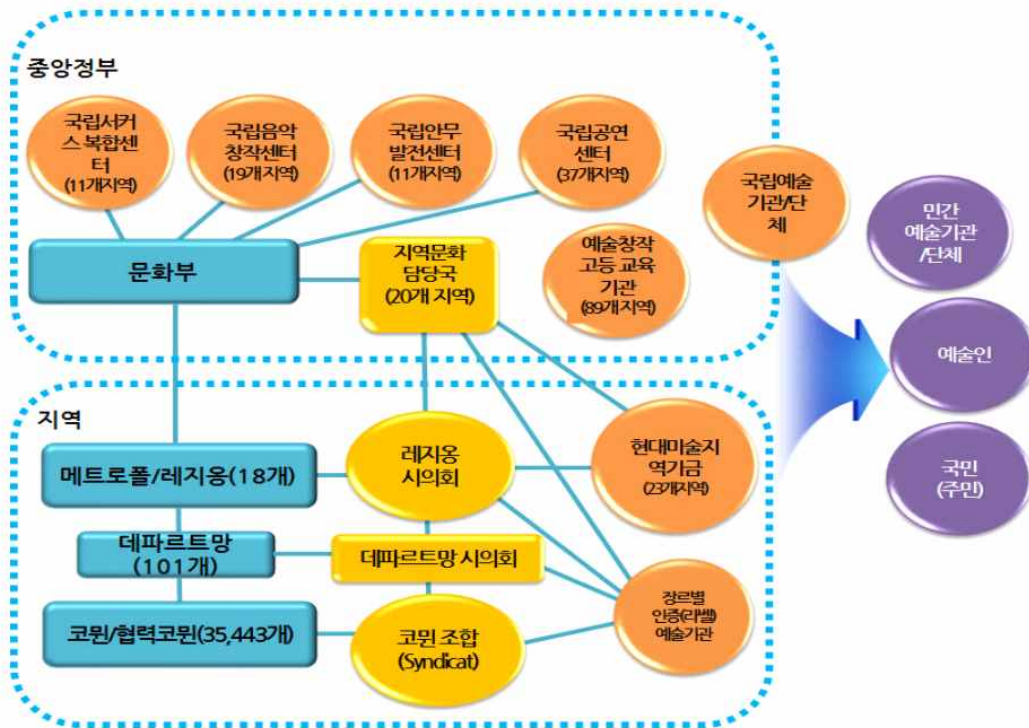 중앙정부
국립서커
스 복합센
터
(11개지역)
국립음악
창작센터
(19개지역)
국립안무
발전센터
(11개지역)
국립공연
센터
(37개지역)
국립예술
기관/단
체
민간
예술기관
/단체
문화부
지역문화
담당국
(20개 지역)
예술창작
고등 교육
기관
(89개지역)
예술인
지역
메트로폴/레지옹(18개)
레지옹
시의회
현대미술지
역기금
(23개지역)
국민
(주민)
데파르트망
(101개)
데파르트망 시의회
코뮌/협력코뮌(35,443개)
코뮌 조합
(Syndicat)
장르별
인증(라벨)
예술기관